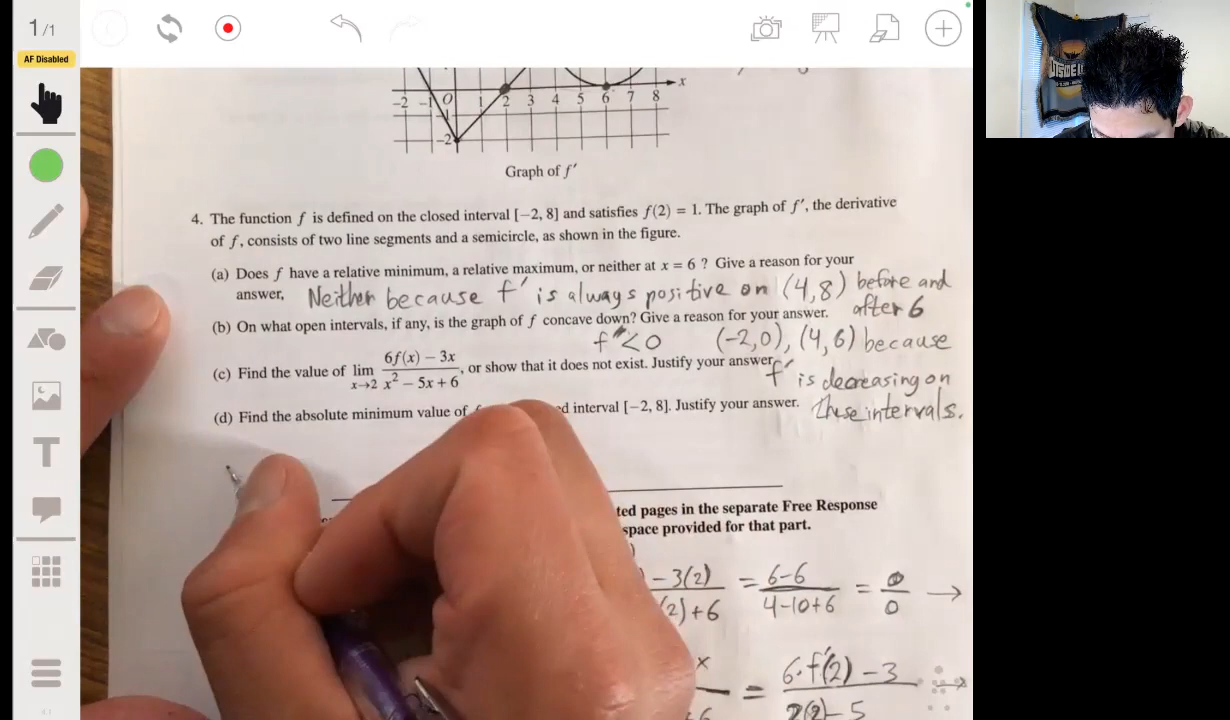 1/1
AF Disabled
x
-2 -1 O 1 2 3 4 5 6 7 8
-1
-2
Graph of f′
4. The function f is defined on the closed interval [−2, 8] and satisfies f(2) = 1. The graph of f′, the derivative
of f, consists of two line segments and a semicircle, as shown in the figure.
(a) Does f have a relative minimum, a relative maximum, or neither at x = 6 ? Give a reason for your
answer. Neither because f′ is always positive on (4,8) before and
after 6
(b) On what open intervals, if any, is the graph of f concave down? Give a reason for your answer.
f″<0 (-2,0), (4,6) because
f′ is decreasing on
these intervals.
(c) Find the value of lim x→2 6f(x) − 3x / x² − 5x + 6, or show that it does not exist. Justify your answer.
(d) Find the absolute minimum value of ed interval [−2, 8]. Justify your answer.
ted pages in the separate Free Response
space provided for that part.
− 3(2) / (2)+6 = 6-6 / 4-10+6 = 0/0 →
x / -6 = 6·f′(2) − 3 / 2(2)-5 →
T